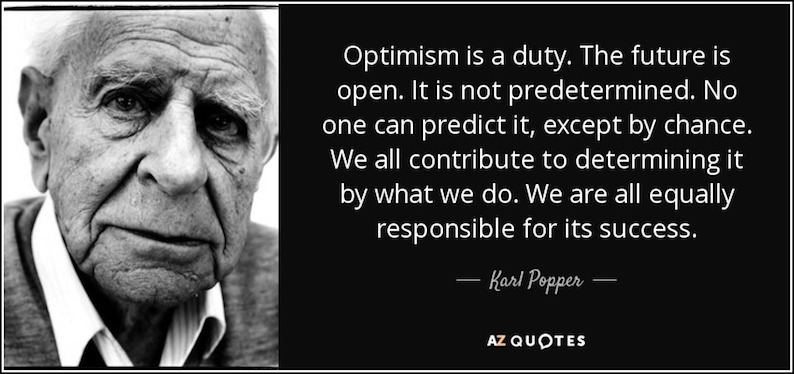 Optimism is a duty. The future is
open. It is not predetermined. No
one can predict it, except by chance.
We all contribute to determining it
by what we do. We are all equally
responsible for its success.
— Karl Popper —
AZ QUOTES